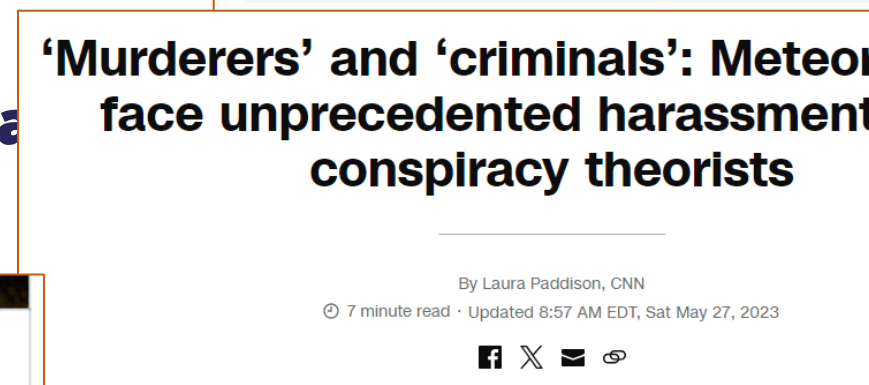 ‘Murderers’ and ‘criminals’: Meteor
face unprecedented harassment
conspiracy theorists
By Laura Paddison, CNN
7 minute read · Updated 8:57 AM EDT, Sat May 27, 2023